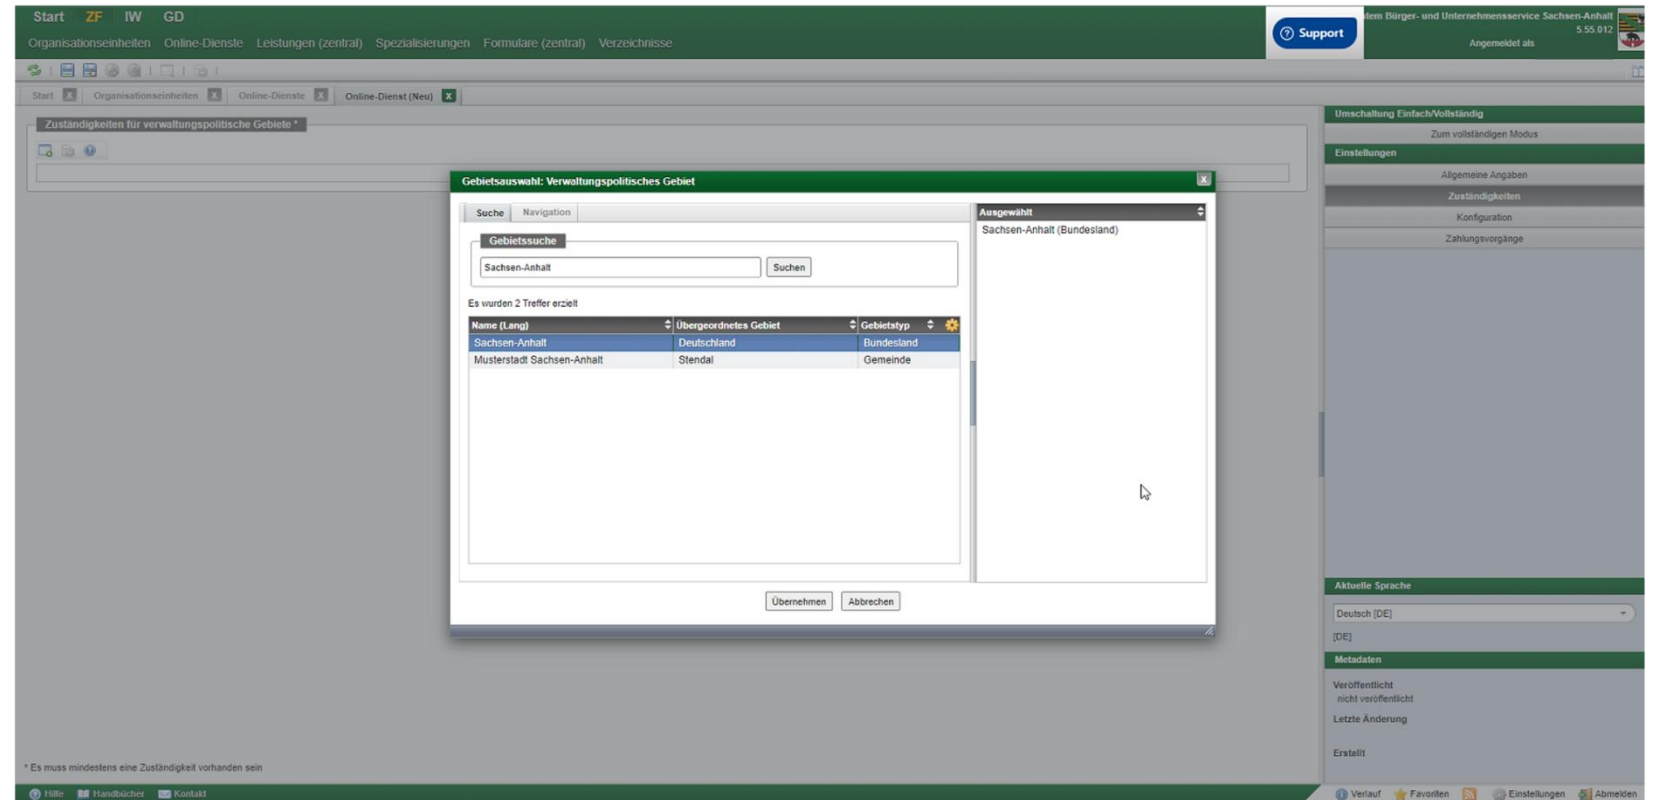 Start ZF IW GD
Organisationseinheiten Online-Dienste Leistungen (zentral) Spezialisierungen Formulare (zentral) Verzeichnisse
Support
dem Bürger- und Unternehmensservice Sachsen-Anhalt
5.55.012
Angemeldet als
Start Organisationseinheiten Online-Dienste Online-Dienst (Neu)
Zuständigkeiten für verwaltungspolitische Gebiete *
Gebietsauswahl: Verwaltungspolitisches Gebiet
Suche Navigation
Gebietssuche
Sachsen-Anhalt Suchen
Es wurden 2 Treffer erzielt
Name (Lang) Übergeordnetes Gebiet Gebietstyp
Sachsen-Anhalt Deutschland Bundesland
Musterstadt Sachsen-Anhalt Stendal Gemeinde
Ausgewählt
Sachsen-Anhalt (Bundesland)
Übernehmen Abbrechen
Umschaltung Einfach/Vollständig
Zum vollständigen Modus
Einstellungen
Allgemeine Angaben
Zuständigkeiten
Konfiguration
Zahlungsvorgänge
Aktuelle Sprache
Deutsch [DE]
[DE]
Metadaten
Veröffentlicht
nicht veröffentlicht
Letzte Änderung
Erstellt
* Es muss mindestens eine Zuständigkeit vorhanden sein
Hilfe Handbücher Kontakt
Verlauf Favoriten Einstellungen Abmelden